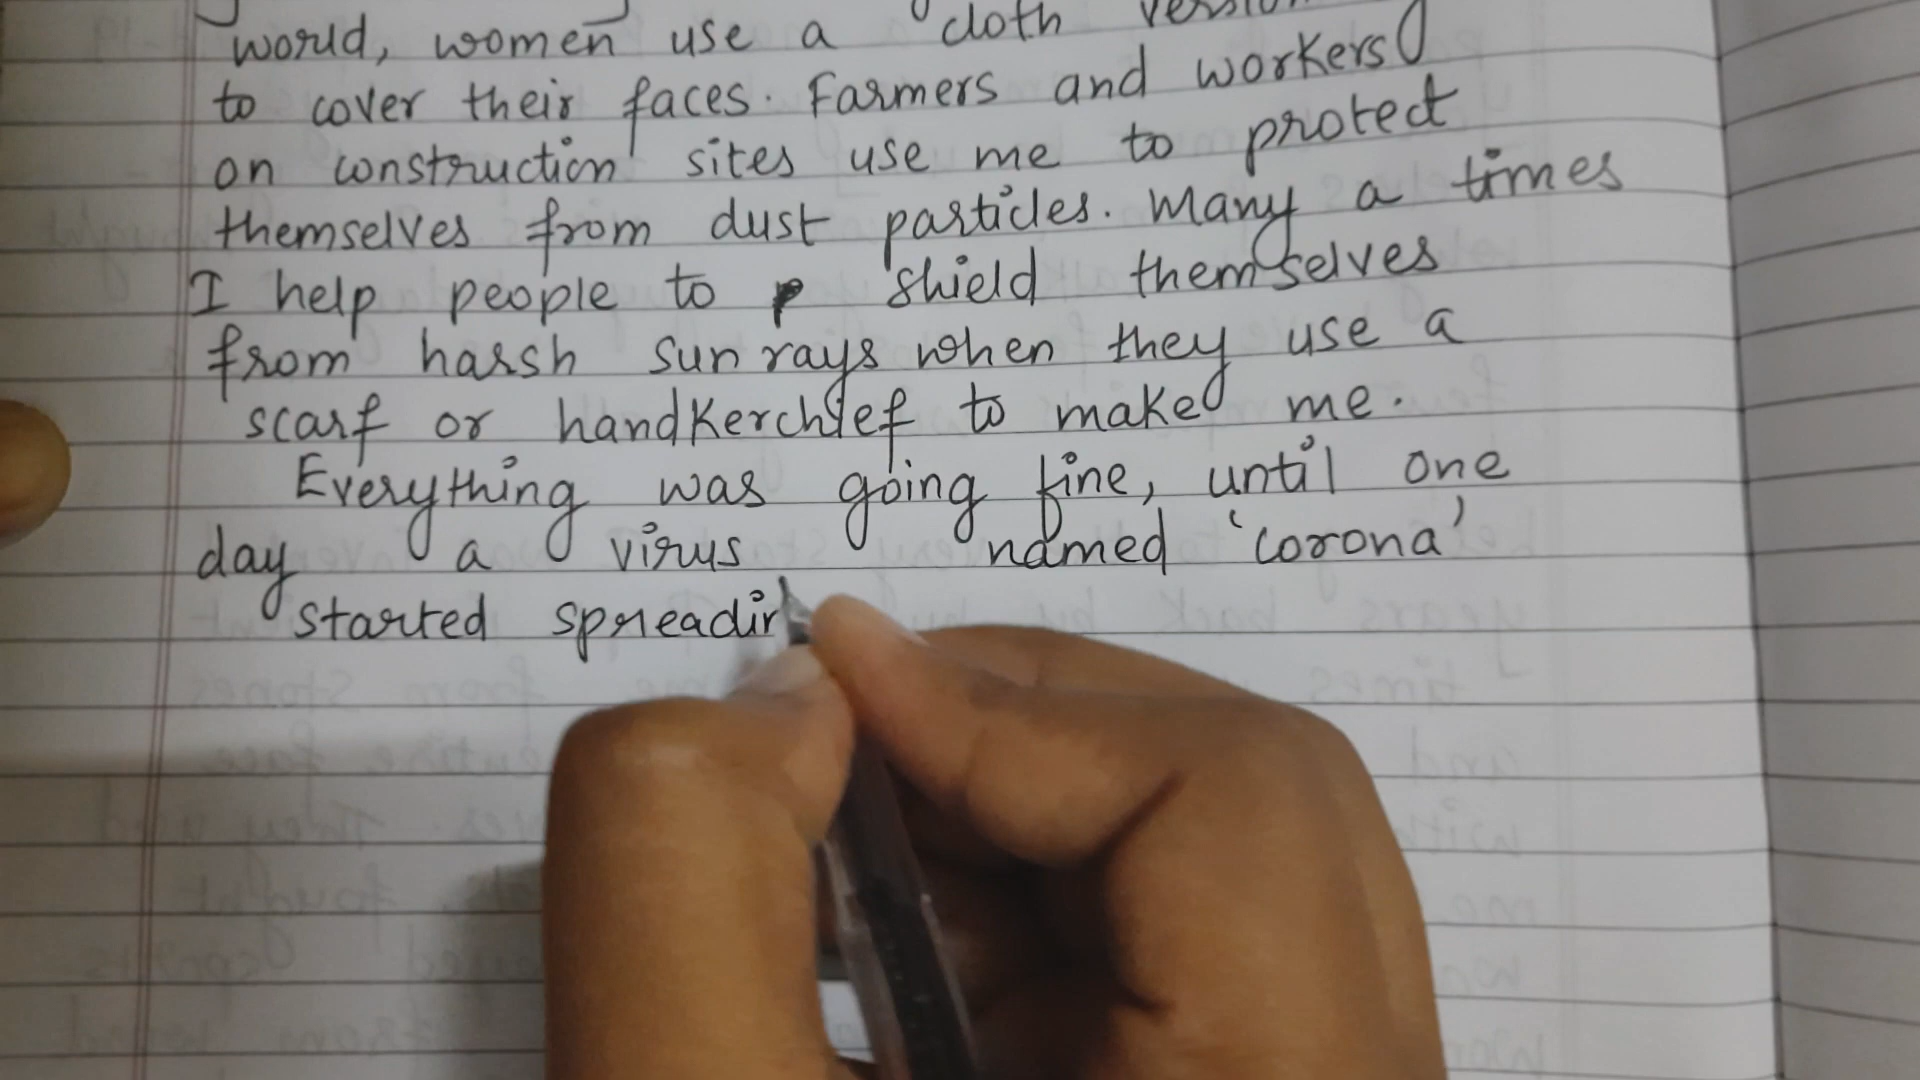 world, women use a cloth version
to cover their faces. Farmers and workers
on construction sites use me to protect
themselves from dust particles. Many a times
I help people to shield themselves
from harsh sun rays when they use a
scarf or handkerchief to make me.
Everything was going fine, until one
day a virus named 'corona'
started spreadin